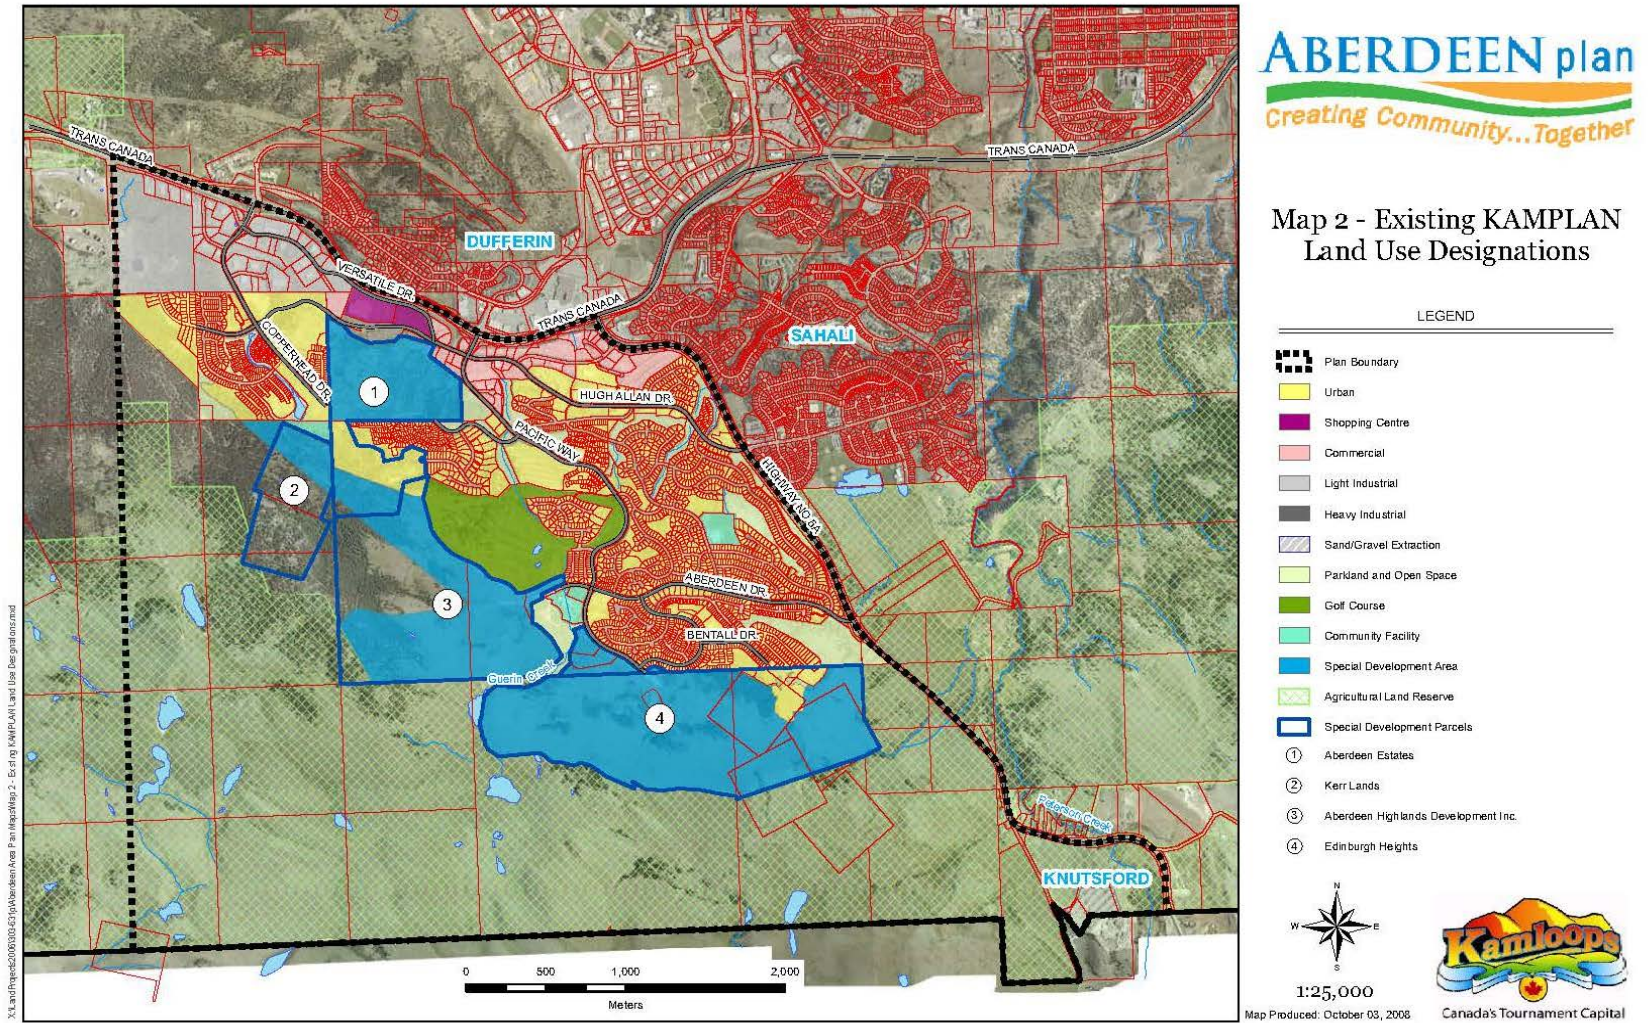 TRANS CANADA
TRANS CANADA
DUFFERIN
VERSATILE DR.
TRANS CANADA
COPPERHEAD DR.
SAHALI
1
HUGH ALLAN DR.
PACIFIC WAY
HIGHWAY NO 5A
2
3
ABERDEEN DR.
BENTALL DR.
Guerin Creek
4
Peterson Creek
KNUTSFORD
0 500 1,000 2,000
Meters
ABERDEEN plan
Creating Community...Together
Map 2 - Existing KAMPLAN
Land Use Designations
LEGEND
Plan Boundary
Urban
Shopping Centre
Commercial
Light Industrial
Heavy Industrial
Sand/Gravel Extraction
Parkland and Open Space
Golf Course
Community Facility
Special Development Area
Agricultural Land Reserve
Special Development Parcels
1 Aberdeen Estates
2 Kerr Lands
3 Aberdeen Highlands Development Inc.
4 Edinburgh Heights
N
W E
S
1:25,000
Map Produced: October 03, 2008
Kamloops
Canada's Tournament Capital